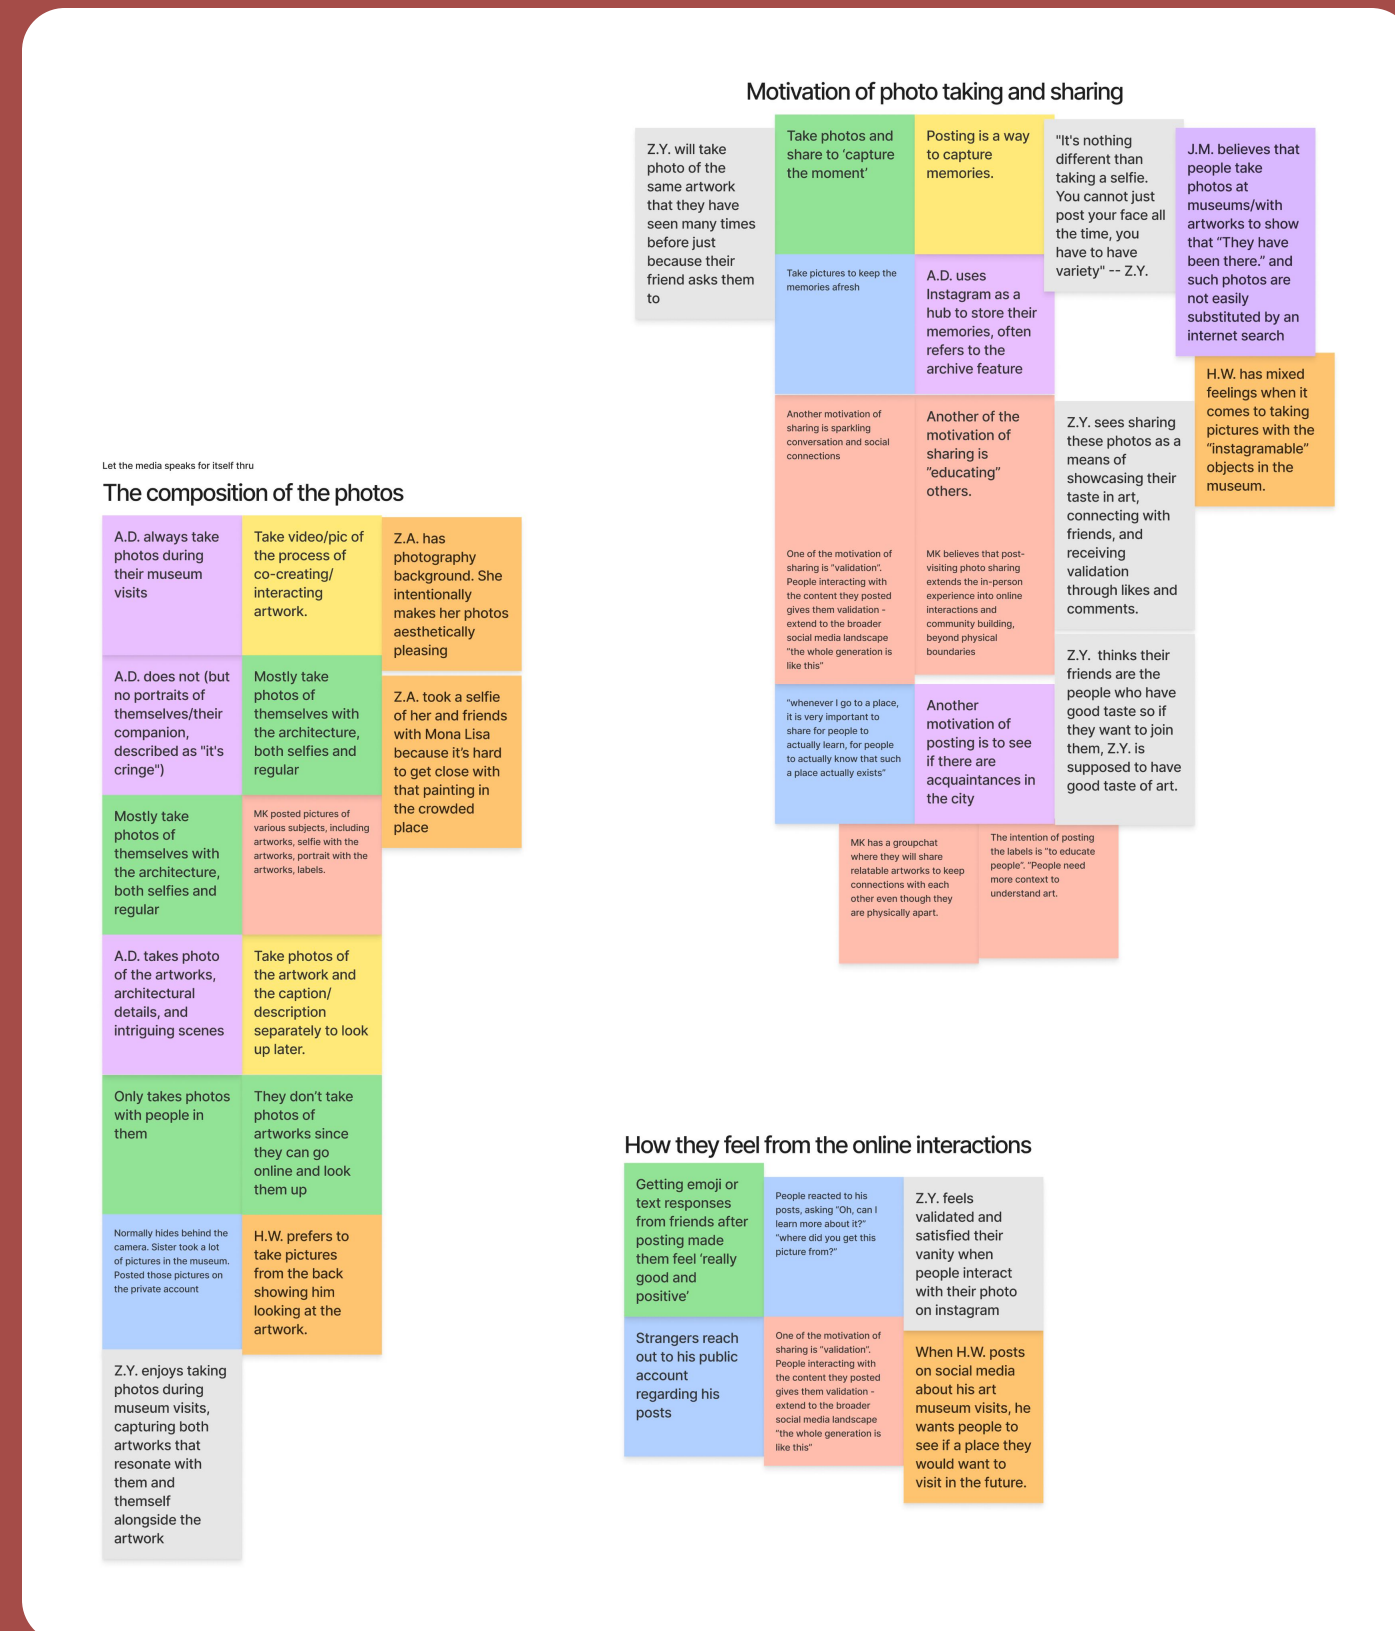 Motivation of photo taking and sharing
Z.Y. will take
photo of the
same artwork
that they have
seen many times
before just
because their
friend asks them
to
Take photos and
share to ‘capture
the moment’
Posting is a way
to capture
memories.
"It's nothing
different than
taking a selfie.
You cannot just
post your face all
the time, you
have to have
variety" -- Z.Y.
J.M. believes that
people take
photos at
museums/with
artworks to show
that “They have
been there.” and
such photos are
not easily
substituted by an
internet search
Take pictures to keep the
memories afresh
A.D. uses
Instagram as a
hub to store their
memories, often
refers to the
archive feature
H.W. has mixed
feelings when it
comes to taking
pictures with the
“instagramable”
objects in the
museum.
Another motivation of
sharing is sparkling
conversation and social
connections
Another of the
motivation of
sharing is
”educating”
others.
Z.Y. sees sharing
these photos as a
means of
showcasing their
taste in art,
connecting with
friends, and
receiving
validation
through likes and
comments.
One of the motivation of
sharing is “validation”.
People interacting with
the content they posted
gives them validation -
extend to the broader
social media landscape
“the whole generation is
like this”
MK believes that post-
visiting photo sharing
extends the in-person
experience into online
interactions and
community building,
beyond physical
boundaries
Z.Y.  thinks their
friends are the
people who have
good taste so if
they want to join
them, Z.Y. is
supposed to have
good taste of art.
“whenever I go to a place,
it is very important to
share for people to
actually learn, for people
to actually know that such
a place actually exists”
Another
motivation of
posting is to see
if there are
acquaintances in
the city
MK has a groupchat
where they will share
relatable artworks to keep
connections with each
other even though they
are physically apart.
The intention of posting
the labels is “to educate
people”. “People need
more context to
understand art.
Let the media speaks for itself thru
The composition of the photos
A.D. always take
photos during
their museum
visits
Take video/pic of
the process of
co-creating/
interacting
artwork.
Z.A. has
photography
background. She
intentionally
makes her photos
aesthetically
pleasing
A.D. does not (but
no portraits of
themselves/their
companion,
described as "it's
cringe")
Mostly take
photos of
themselves with
the architecture,
both selfies and
regular
Z.A. took a selfie
of her and friends
with Mona Lisa
because it’s hard
to get close with
that painting in
the crowded
place
Mostly take
photos of
themselves with
the architecture,
both selfies and
regular
MK posted pictures of
various subjects, including
artworks, selfie with the
artworks, portrait with the
artworks, labels.
A.D. takes photo
of the artworks,
architectural
details, and
intriguing scenes
Take photos of
the artwork and
the caption/
description
separately to look
up later.
Only takes photos
with people in
them
They don’t take
photos of
artworks since
they can go
online and look
them up
Normally hides behind the
camera. Sister took a lot
of pictures in the museum.
Posted those pictures on
the private account
H.W. prefers to
take pictures
from the back
showing him
looking at the
artwork.
Z.Y. enjoys taking
photos during
museum visits,
capturing both
artworks that
resonate with
them and
themself
alongside the
artwork
How they feel from the online interactions
Getting emoji or
text responses
from friends after
posting made
them feel ‘really
good and
positive’
People reacted to his
posts, asking “Oh, can I
learn more about it?”
“where did you get this
picture from?”
Z.Y. feels
validated and
satisfied their
vanity when
people interact
with their photo
on instagram
Strangers reach
out to his public
account
regarding his
posts
One of the motivation of
sharing is “validation”.
People interacting with
the content they posted
gives them validation -
extend to the broader
social media landscape
“the whole generation is
like this”
When H.W. posts
on social media
about his art
museum visits, he
wants people to
see if a place they
would want to
visit in the future.